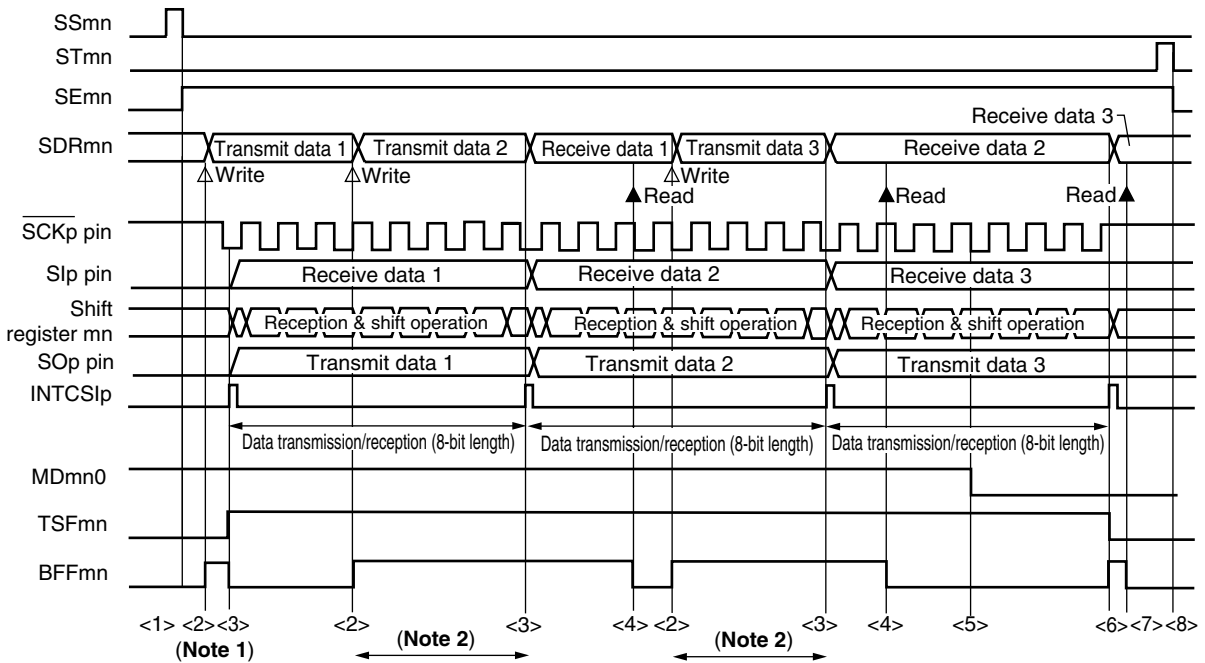 SSmn
STmn
SEmn
Receive data 3
SDRmn
Transmit data 1
Transmit data 2
Receive data 1
Transmit data 3
Receive data 2
Write
Write
Read
Write
Read
Read
SCKp pin
SIp pin
Receive data 1
Receive data 2
Receive data 3
Shift
register mn
Reception & shift operation
Reception & shift operation
Reception & shift operation
SOp pin
Transmit data 1
Transmit data 2
Transmit data 3
INTCSIp
Data transmission/reception (8-bit length)
Data transmission/reception (8-bit length)
Data transmission/reception (8-bit length)
MDmn0
TSFmn
BFFmn
<1> <2><3> <2> <3> <4> <2> <3> <4> <5> <6><7> <8>
(Note 1)
(Note 2)
(Note 2)